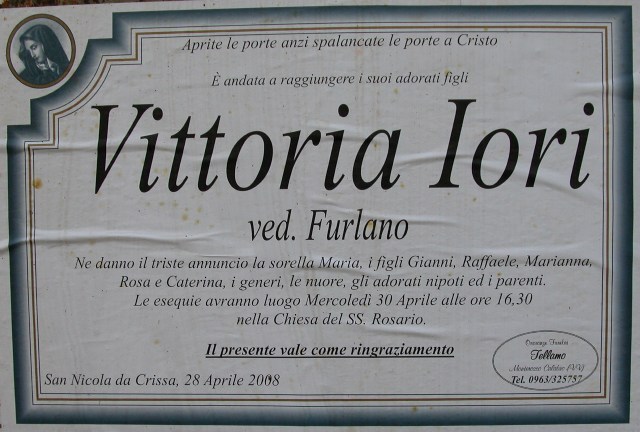 Aprite le porte anzi spalancate le porte a Cristo
È andata a raggiungere i suoi adorati figli
Vittoria Iori
ved. Furlano
Ne danno il triste annuncio la sorella Maria, i figli Gianni, Raffaele, Marianna,
Rosa e Caterina, i generi, le nuore, gli adorati nipoti ed i parenti.
Le esequie avranno luogo Mercoledì 30 Aprile alle ore 16,30
nella Chiesa del SS. Rosario.
Il presente vale come ringraziamento
San Nicola da Crissa, 28 Aprile 2008
Onoranze Funebri
Tellamo
Tel. 0963/325757